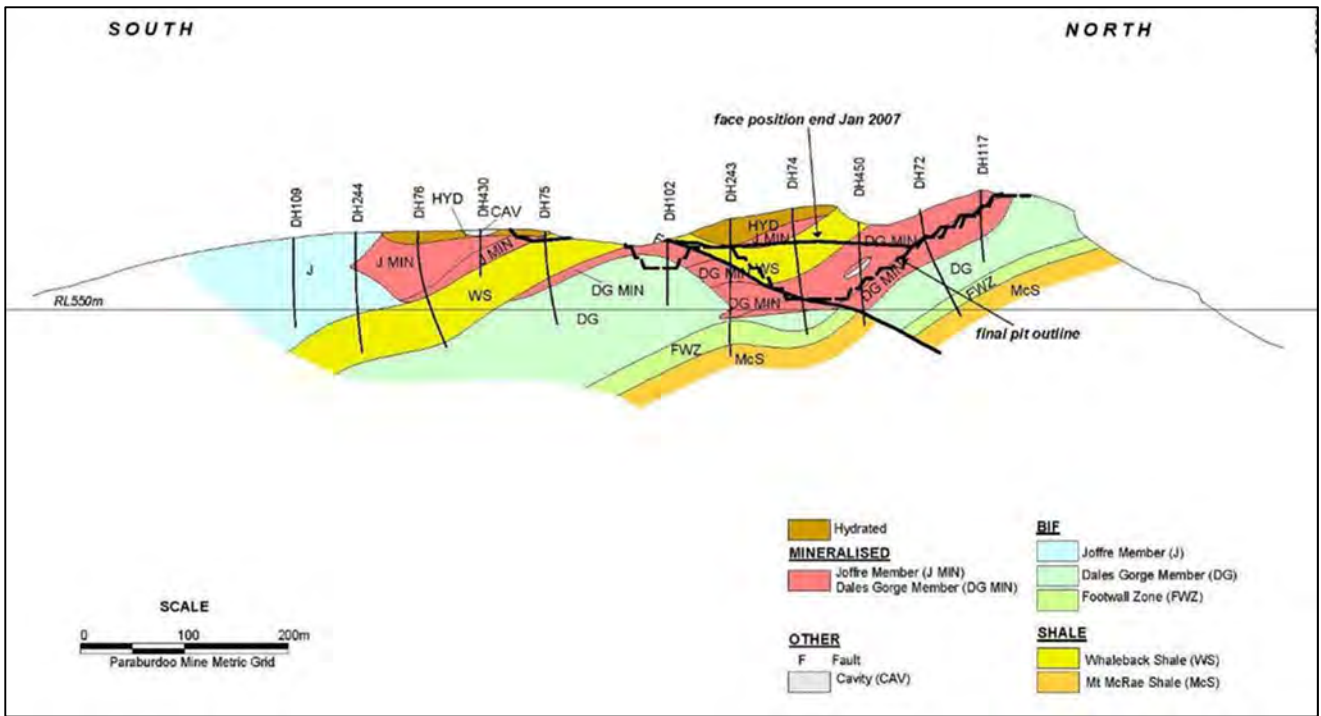 SOUTH
NORTH
face position end Jan 2007
DH109
DH244
DH76
HYD
DH430
CAV
DH75
DH102
DH243
DH74
DH450
DH72
DH117
F
HYD
J MIN
J MIN
J MIN
J
WS
WS
DG MIN
DG MIN
DG MIN
DG MIN
DG MIN
DG
DG
FWZ
FWZ
McS
McS
RL550m
final pit outline
Hydrated
MINERALISED
Joffre Member (J MIN)
Dales Gorge Member (DG MIN)
OTHER
F Fault
Cavity (CAV)
BIF
Joffre Member (J)
Dales Gorge Member (DG)
Footwall Zone (FWZ)
SHALE
Whaleback Shale (WS)
Mt McRae Shale (McS)
SCALE
0 100 200m
Paraburdoo Mine Metric Grid